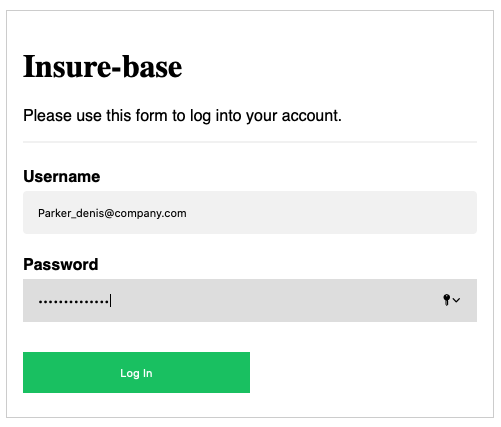 Insure-base
Please use this form to log into your account.
Username
Parker_denis@company.com
Password
••••••••••••••
Log In